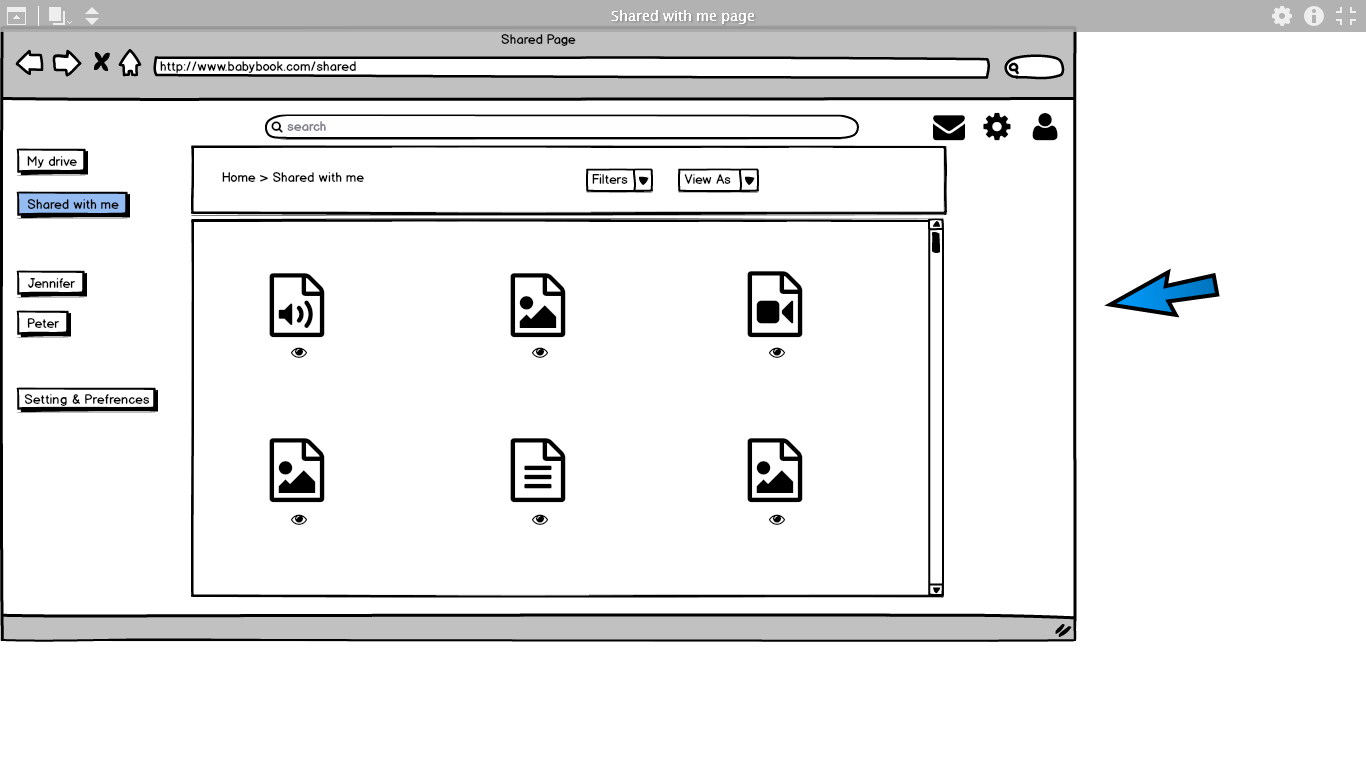 Shared with me page
Shared Page
http://www.babybook.com/shared
search
My drive
Shared with me
Jennifer
Peter
Setting & Prefrences
Home > Shared with me
Filters
View As